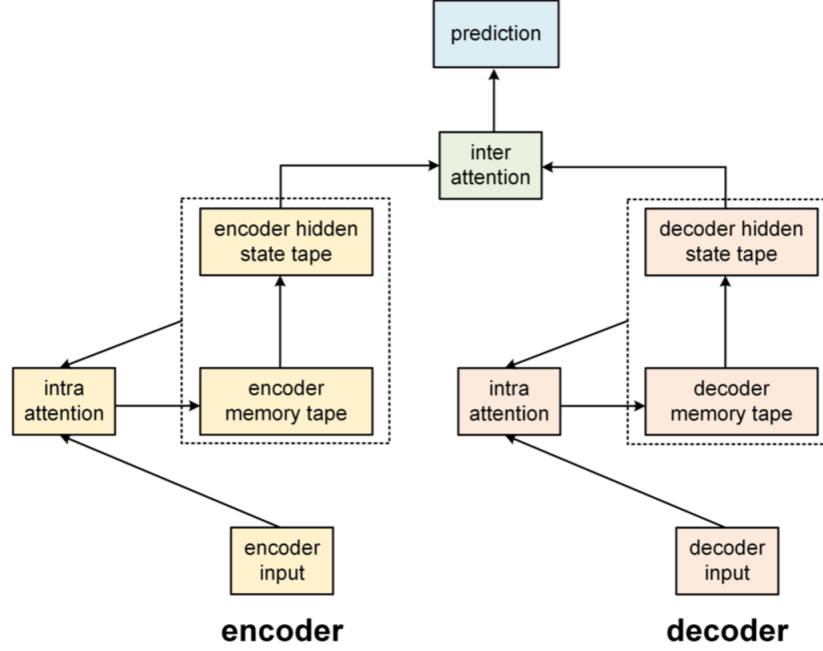 prediction
inter
attention
encoder hidden
state tape
decoder hidden
state tape
intra
attention
encoder
memory tape
intra
attention
decoder
memory tape
encoder
input
decoder
input
encoder
decoder